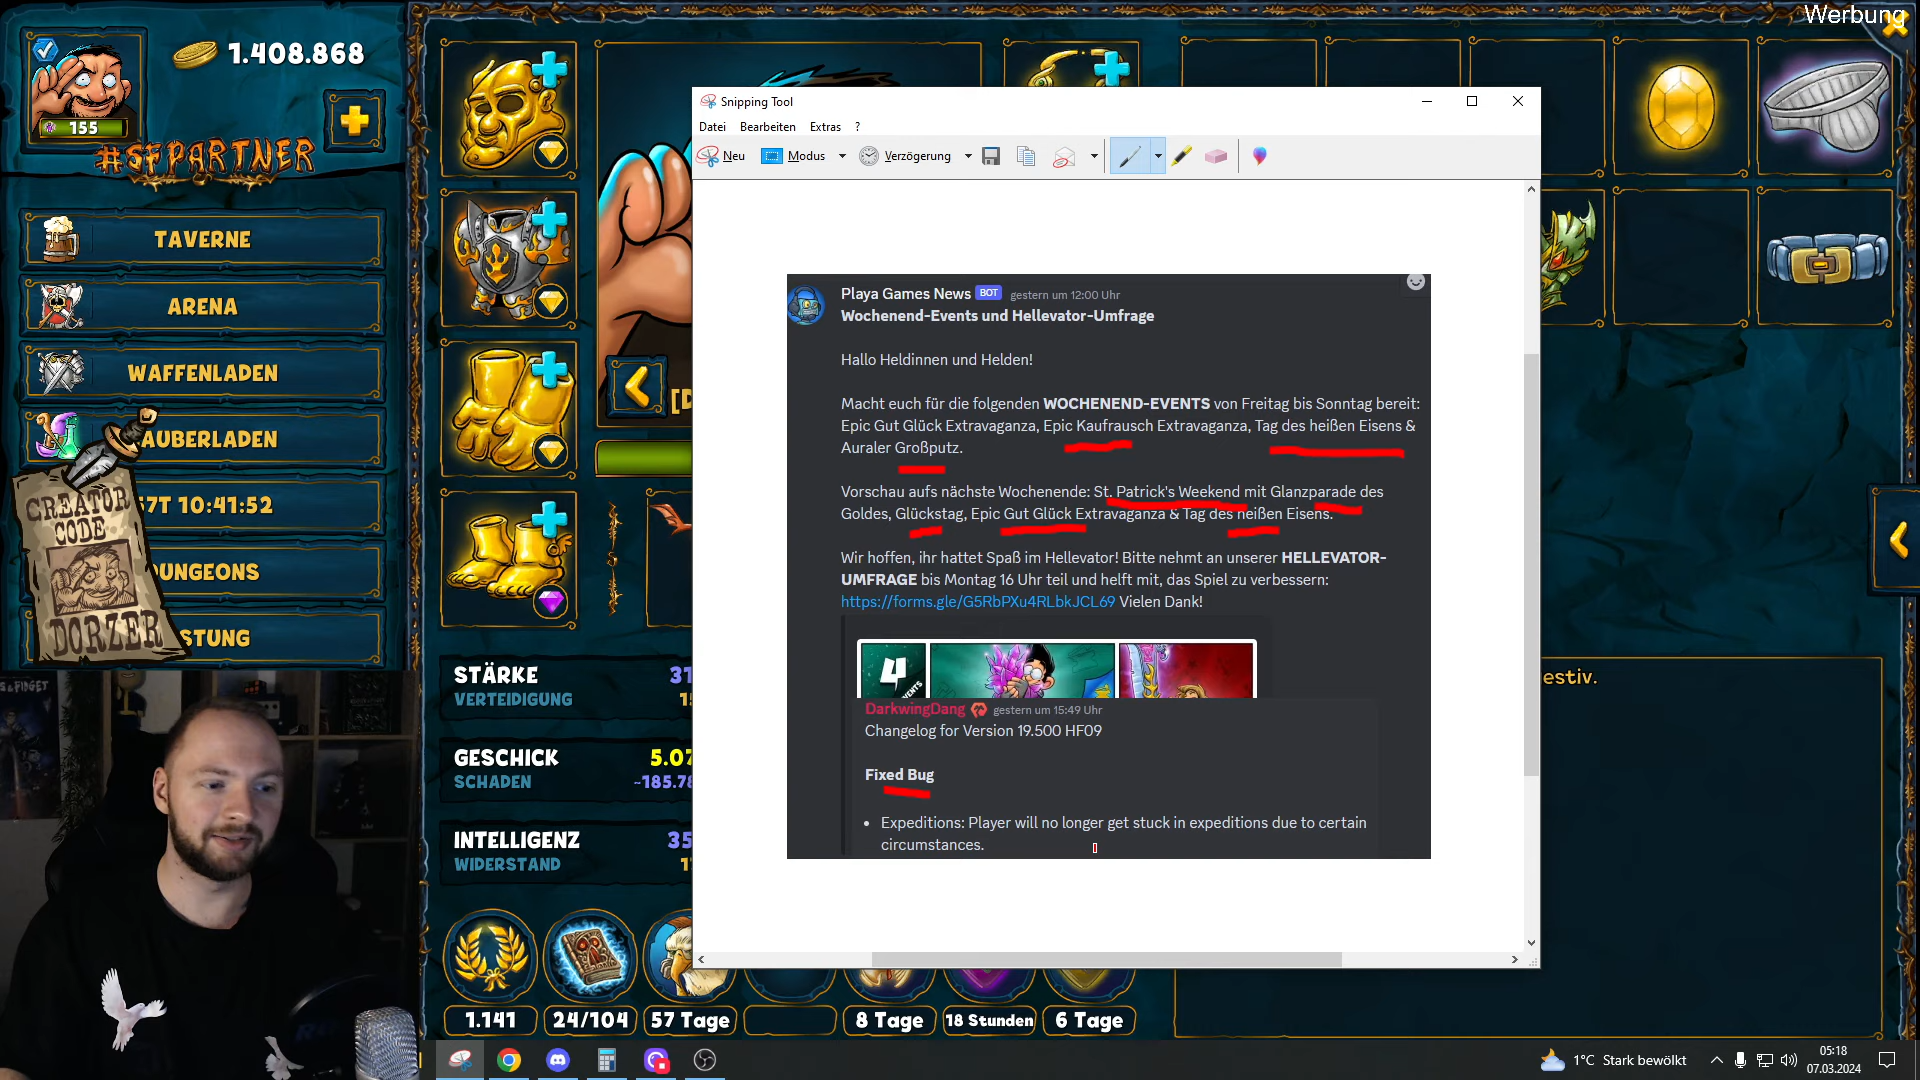 Werbung
1.408.868
155
#SFPARTNER
TAVERNE
ARENA
WAFFENLADEN
AUBERLADEN
7T 10:41:52
UNGEONS
STUNG
CREATOR
CODE
DORZER
STÄRKE
VERTEIDIGUNG
GESCHICK
5.07
SCHADEN
~185.78
INTELLIGENZ
WIDERSTAND
1.141
24/104
57 Tage
8 Tage
18 Stunden
6 Tage
estiv.
Snipping Tool
Datei Bearbeiten Extras ?
Neu Modus Verzögerung
Playa Games News BOT gestern um 12:00 Uhr
Wochenend-Events und Hellevator-Umfrage
Hallo Heldinnen und Helden!
Macht euch für die folgenden WOCHENEND-EVENTS von Freitag bis Sonntag bereit:
Epic Gut Glück Extravaganza, Epic Kaufrausch Extravaganza, Tag des heißen Eisens &
Auraler Großputz.
Vorschau aufs nächste Wochenende: St. Patrick's Weekend mit Glanzparade des
Goldes, Glückstag, Epic Gut Glück Extravaganza & Tag des heißen Eisens.
Wir hoffen, ihr hattet Spaß im Hellevator! Bitte nehmt an unserer HELLEVATOR-
UMFRAGE bis Montag 16 Uhr teil und helft mit, das Spiel zu verbessern:
https://forms.gle/G5RbPXu4RLbkJCL69 Vielen Dank!
4
DarkwingDang gestern um 15:49 Uhr
Changelog for Version 19.500 HF09
Fixed Bug
• Expeditions: Player will no longer get stuck in expeditions due to certain
circumstances.
1°C Stark bewölkt
05:18
07.03.2024